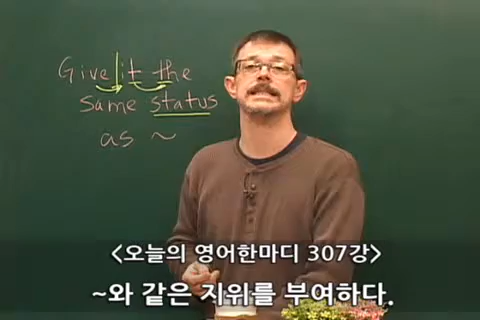 Give it the
same status
as ~
<오늘의 영어한마디 307강>
~와 같은 지위를 부여하다.